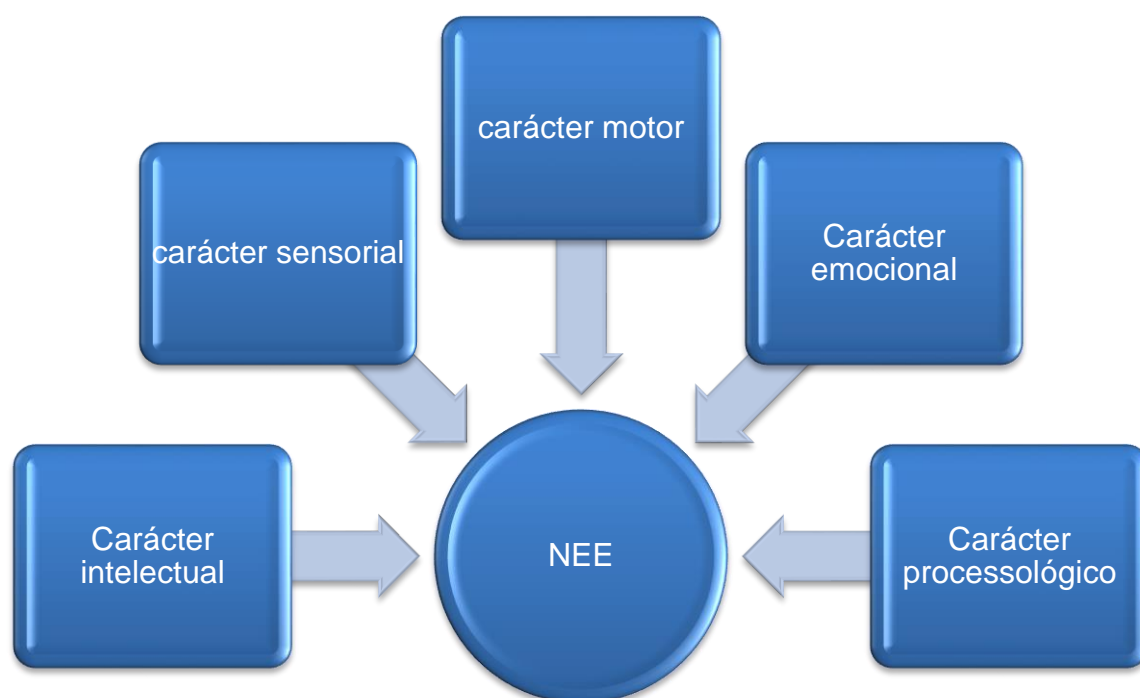 carácter motor
carácter sensorial
Carácter
emocional
Carácter
intelectual
NEE
Carácter
processológico